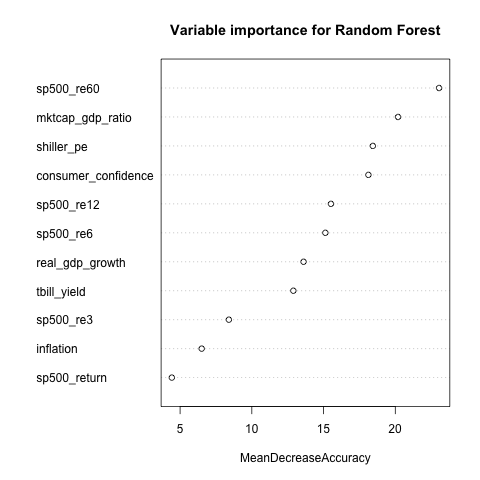 Variable importance for Random Forest
sp500_re60
mktcap_gdp_ratio
shiller_pe
consumer_confidence
sp500_re12
sp500_re6
real_gdp_growth
tbill_yield
sp500_re3
inflation
sp500_return
5 10 15 20
MeanDecreaseAccuracy